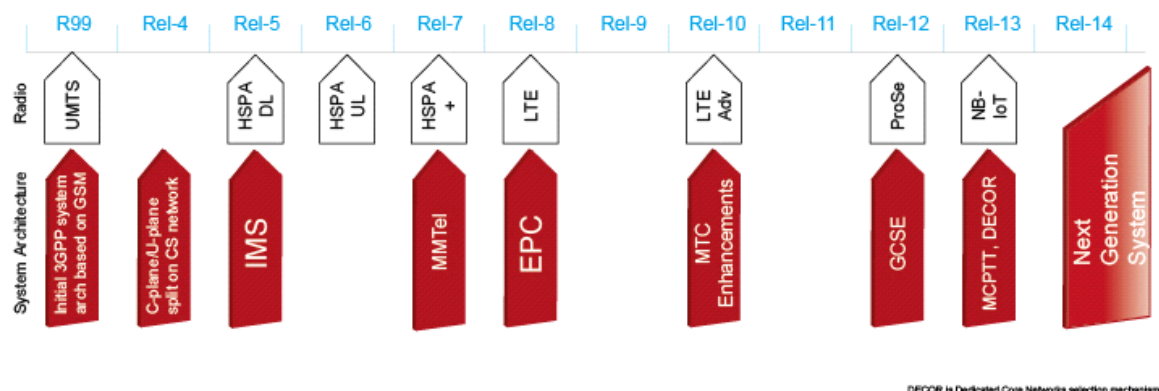 R99 Rel-4 Rel-5 Rel-6 Rel-7 Rel-8 Rel-9 Rel-10 Rel-11 Rel-12 Rel-13 Rel-14
Radio
UMTS
HSPA
DL
HSPA
UL
HSPA
+
LTE
LTE
Adv
ProSe
NB-
IoT
System Architecture
Initial 3GPP system
arch based on GSM
C-plane/U-plane
split on CS network
IMS
MMTel
EPC
MTC
Enhancements
GCSE
MCPTT, DECOR
Next
Generation
System
DECOR is Dedicated Core Networks selection mechanism